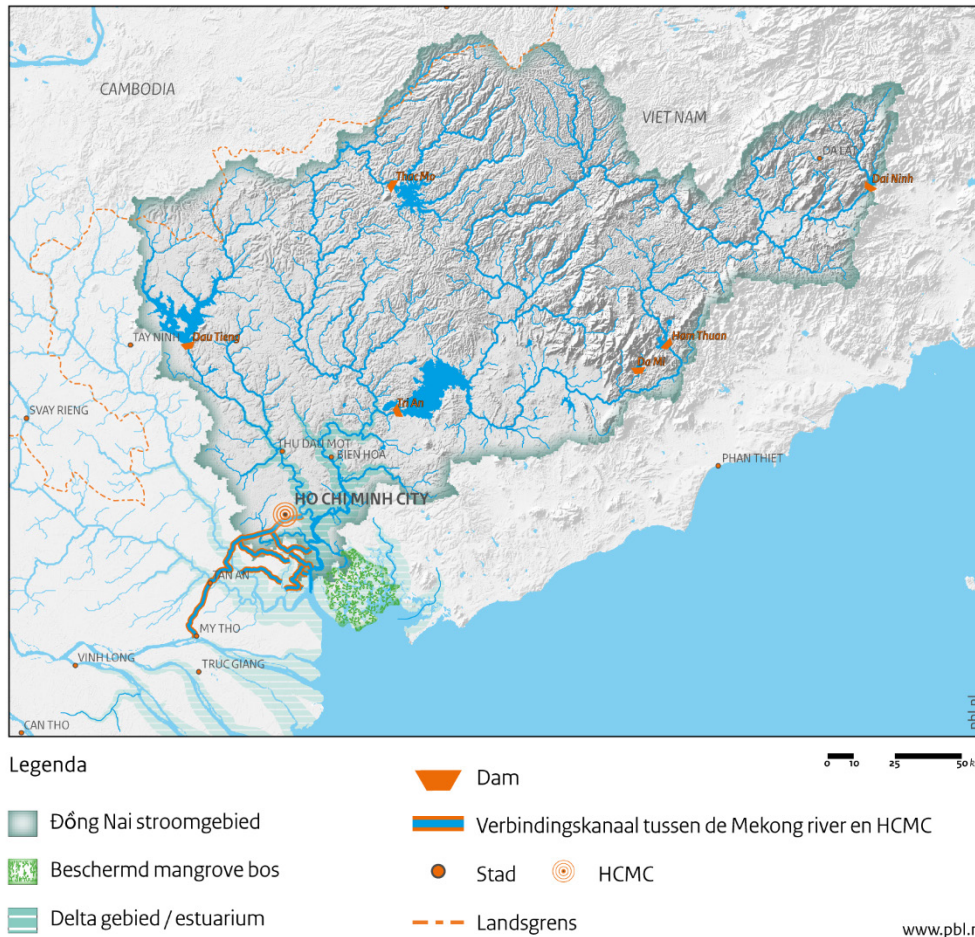 CAMBODIA
VIET NAM
DA LAT
Thac Mo
Dai Ninh
TAY NINH
Dau Tieng
Ham Thuan
Da Mi
Tri An
SVAY RIENG
THU DAU MOT
BIEN HOA
PHAN THIET
HO CHI MINH CITY
TAN AN
MY THO
VINH LONG
TRUC GIANG
CAN THO
pbl.nl
Legenda
0 10 25 50 k
Dam
Đồng Nai stroomgebied
Verbindingskanaal tussen de Mekong river en HCMC
Beschermd mangrove bos
Stad
HCMC
Delta gebied / estuarium
Landsgrens
www.pbl.n